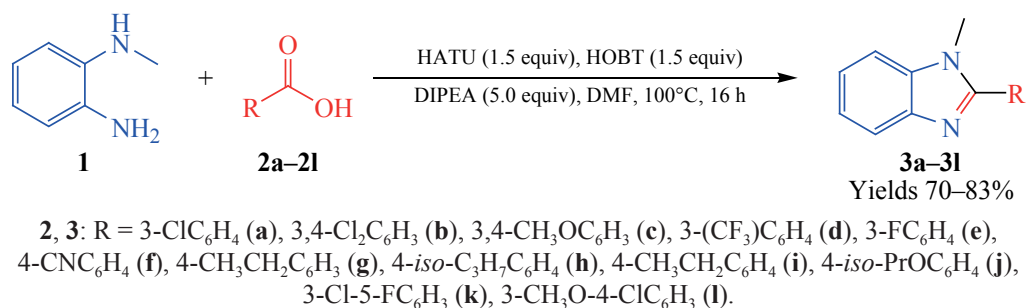 H
N
NH₂
1
+
O
R
OH
2a–2l
HATU (1.5 equiv), HOBT (1.5 equiv)
DIPEA (5.0 equiv), DMF, 100°C, 16 h
N
N
R
3a–3l
Yields 70–83%
2, 3: R = 3-ClC₆H₄ (a), 3,4-Cl₂C₆H₃ (b), 3,4-CH₃OC₆H₃ (c), 3-(CF₃)C₆H₄ (d), 3-FC₆H₄ (e),
4-CNC₆H₄ (f), 4-CH₃CH₂C₆H₃ (g), 4-iso-C₃H₇C₆H₄ (h), 4-CH₃CH₂C₆H₄ (i), 4-iso-PrOC₆H₄ (j),
3-Cl-5-FC₆H₃ (k), 3-CH₃O-4-ClC₆H₃ (l).